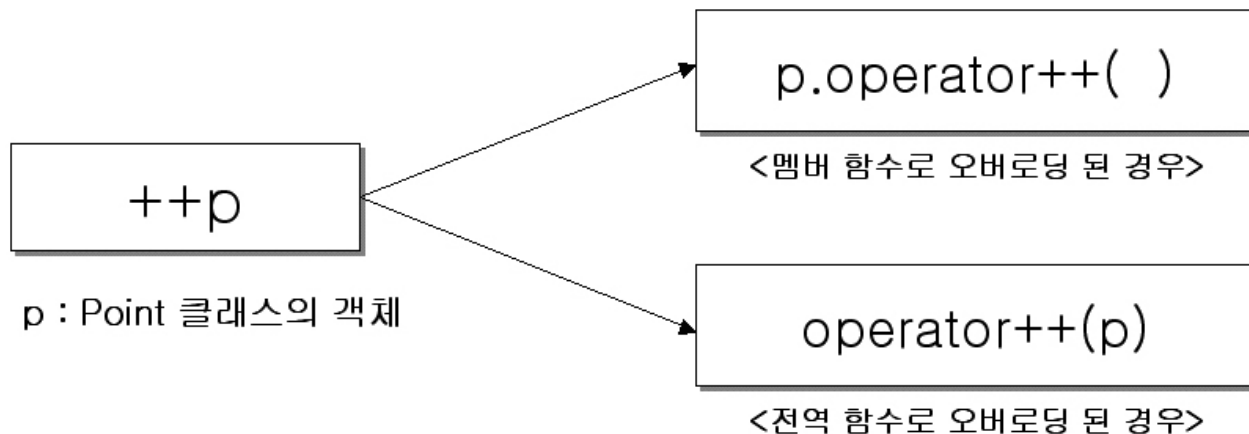 ++p
p : Point 클래스의 객체
p.operator++( )
<멤버 함수로 오버로딩 된 경우>
operator++(p)
<전역 함수로 오버로딩 된 경우>